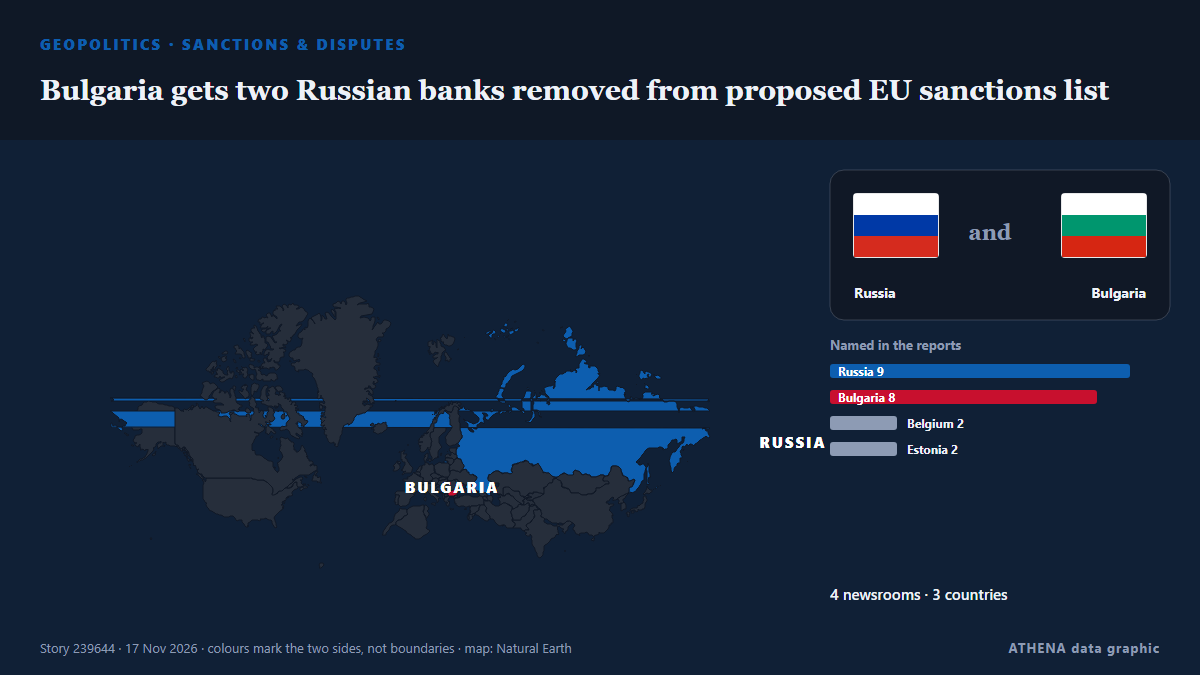 GEOPOLITICS · SANCTIONS & DISPUTES
Bulgaria gets two Russian banks removed from proposed EU sanctions list
and
Russia
Bulgaria
Named in the reports
Russia 9
Bulgaria 8
Belgium 2
Estonia 2
RUSSIA
BULGARIA
4 newsrooms · 3 countries
Story 239644 · 17 Nov 2026 · colours mark the two sides, not boundaries · map: Natural Earth
ATHENA data graphic